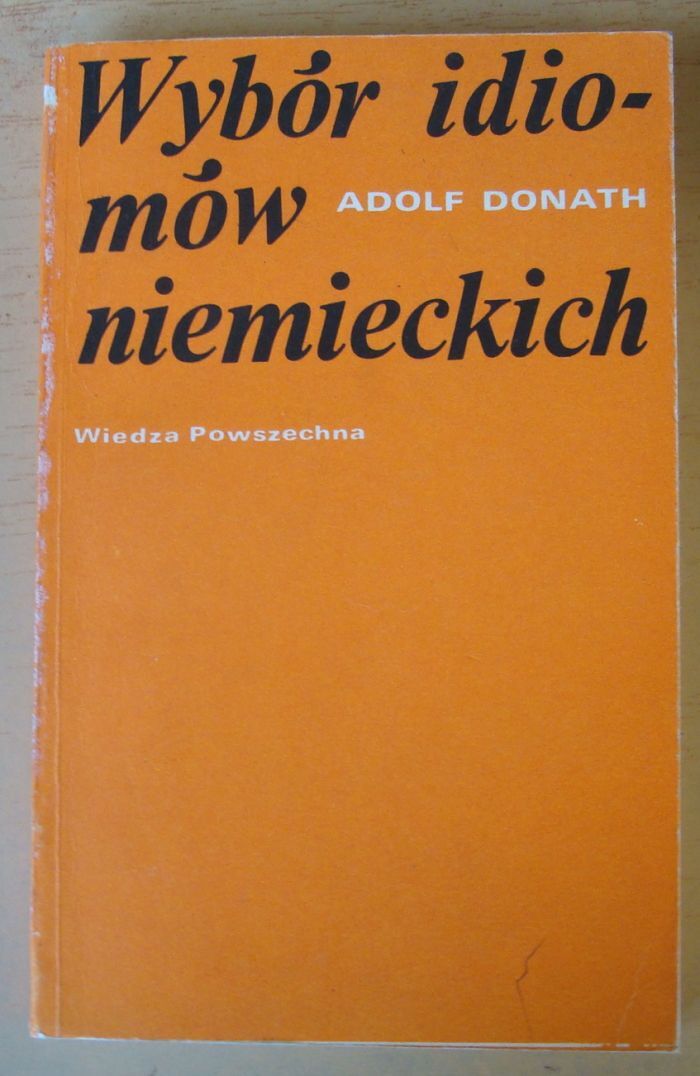 Wybór idio-
mów ADOLF DONATH
niemieckich
Wiedza Powszechna